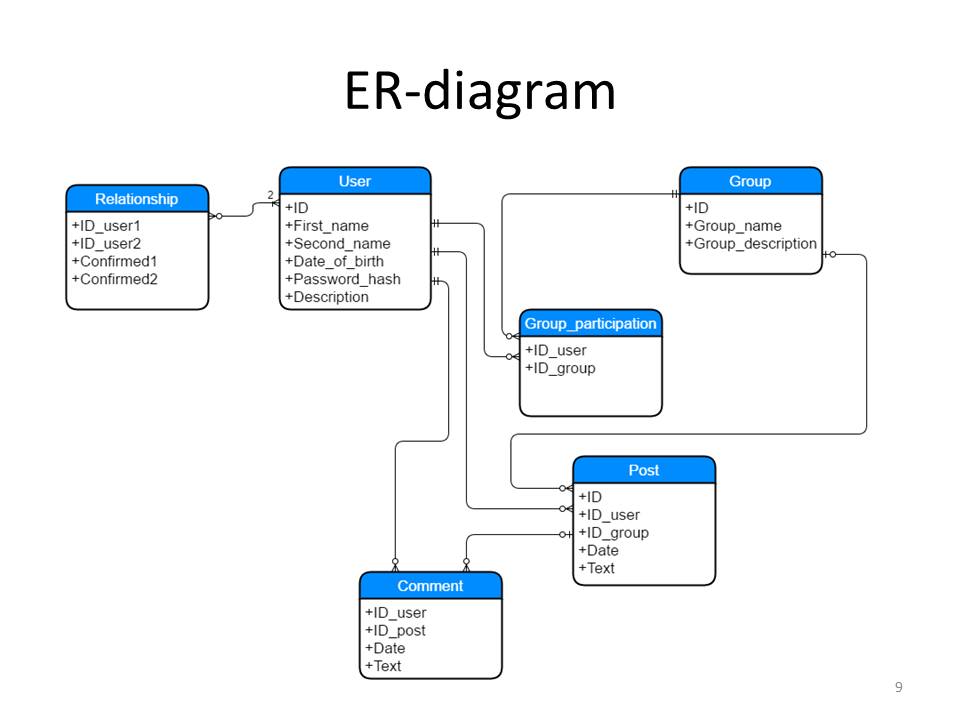 ER-diagram
Relationship
+ID_user1
+ID_user2
+Confirmed1
+Confirmed2
2
User
+ID
+First_name
+Second_name
+Date_of_birth
+Password_hash
+Description
Group
+ID
+Group_name
+Group_description
Group_participation
+ID_user
+ID_group
Post
+ID
+ID_user
+ID_group
+Date
+Text
Comment
+ID_user
+ID_post
+Date
+Text
9